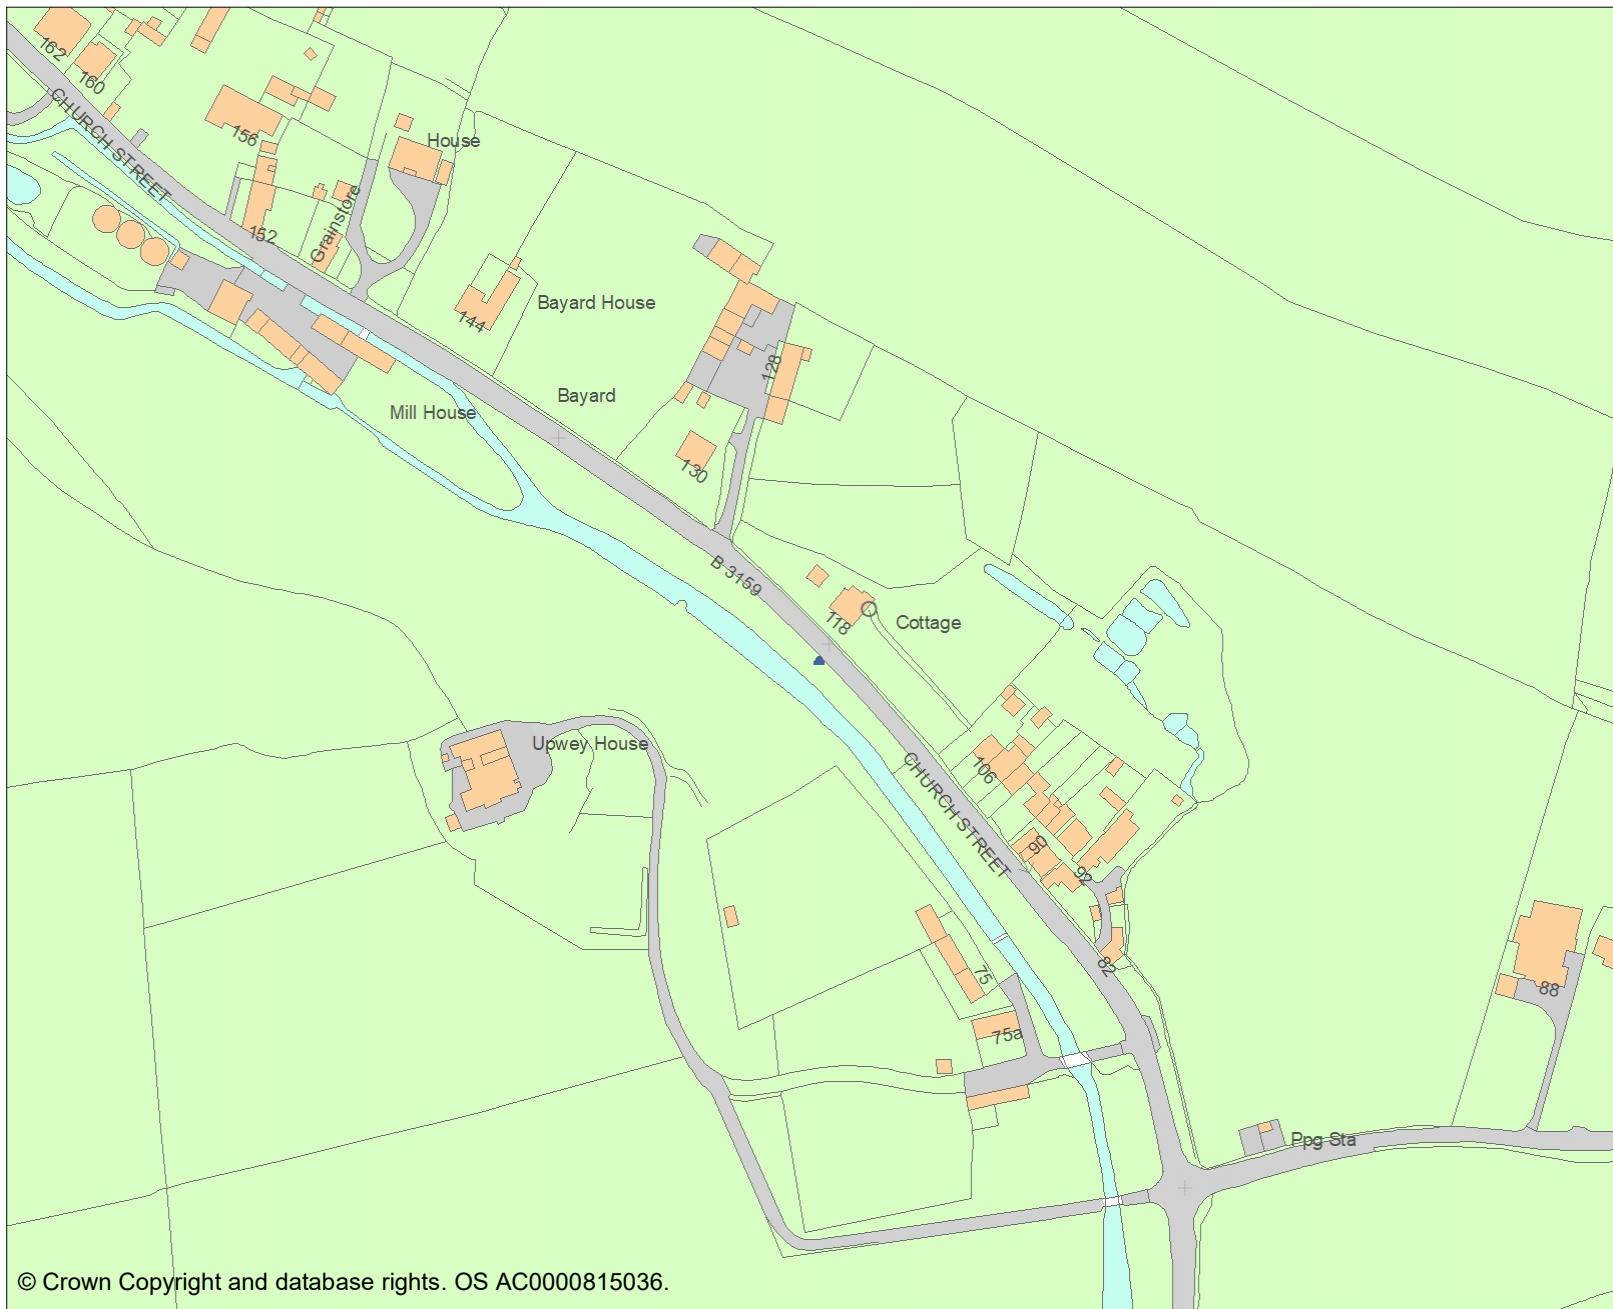 162
160
CHURCH STREET
156
House
152
Grainstore
144
Bayard House
128
Mill House
Bayard
130
B 3159
118
Cottage
Upwey House
106
CHURCH STREET
90
92
82
75
75a
88
Ppg Sta
© Crown Copyright and database rights. OS AC0000815036.